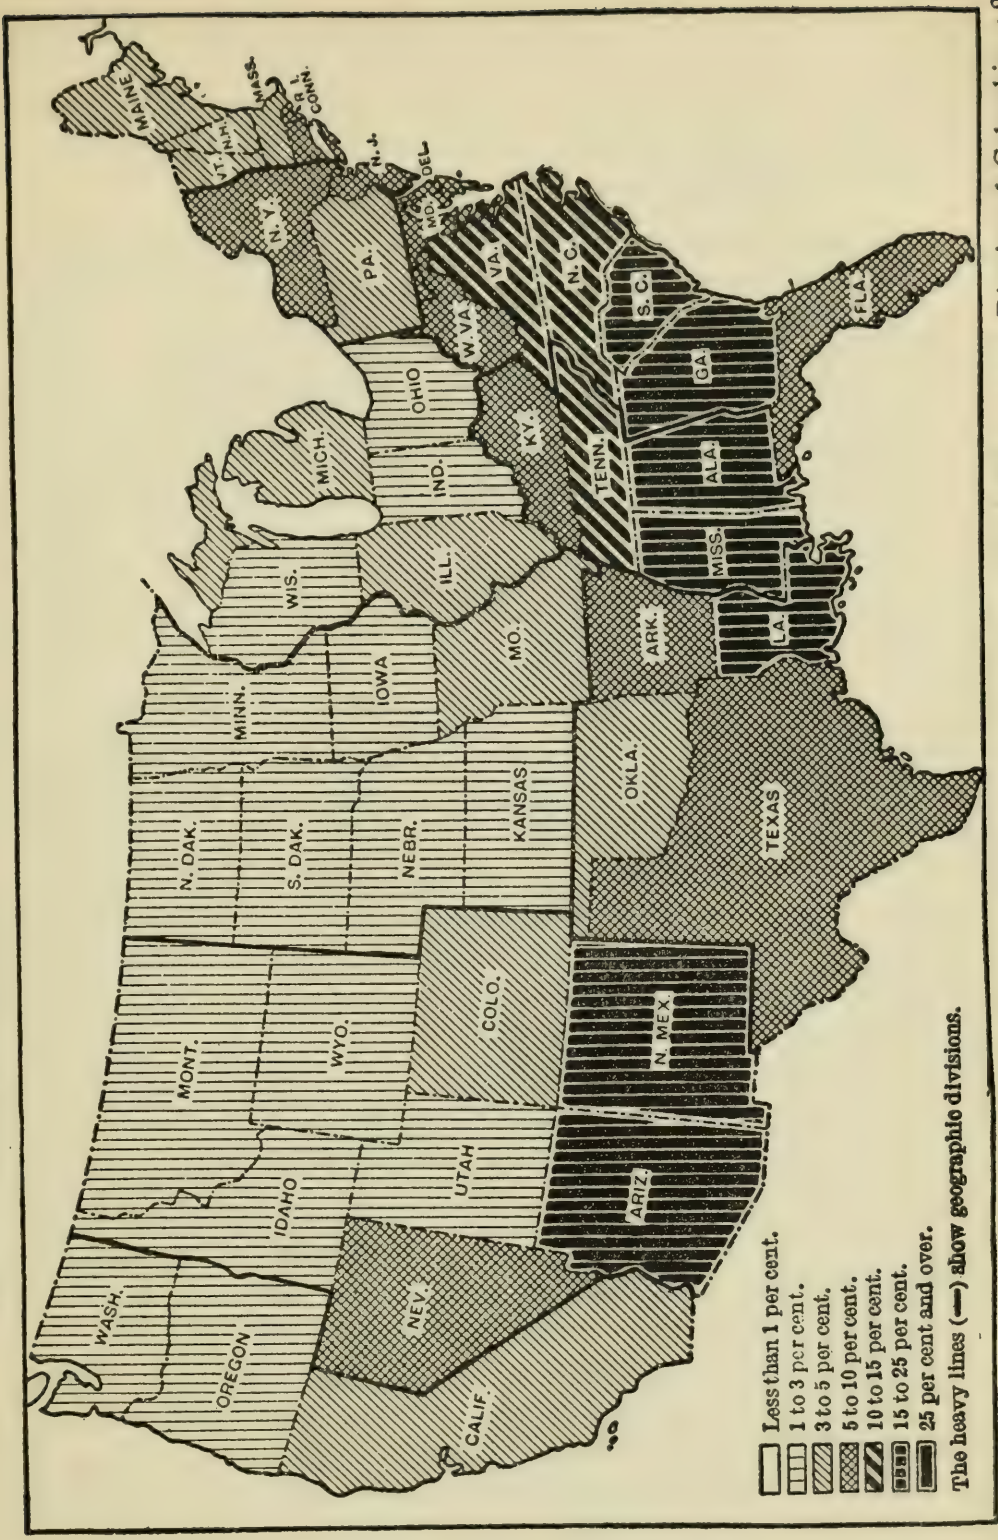 WASH.
OREGON
CALIF.
NEV.
IDAHO
MONT.
WYO.
UTAH
COLO.
ARIZ.
N. MEX.
N. DAK.
S. DAK.
NEBR.
KANSAS
OKLA.
TEXAS
MINN.
IOWA
MO.
ARK.
LA.
WIS.
ILL.
MICH.
IND.
OHIO
KY.
TENN.
MISS.
ALA.
GA.
FLA.
S. C.
N. C.
VA.
W. VA.
MD.
DEL.
PA.
N. J.
N. Y.
CONN.
R. I.
MASS.
VT.
N.H.
MAINE
Less than 1 per cent.
1 to 3 per cent.
3 to 5 per cent.
5 to 10 per cent.
10 to 15 per cent.
15 to 25 per cent.
25 per cent and over.
The heavy lines (—) show geographic divisions.